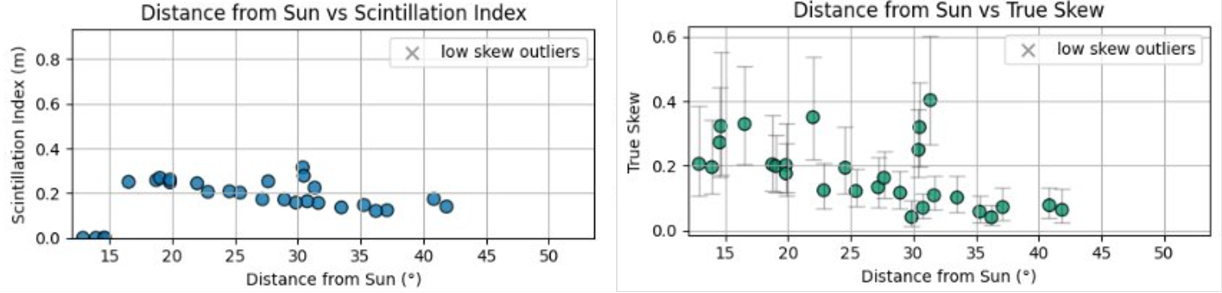 Distance from Sun vs Scintillation Index
Scintillation Index (m)
0.8
0.6
0.4
0.2
0.0
× low skew outliers
15 20 25 30 35 40 45 50
Distance from Sun (°)
Distance from Sun vs True Skew
True Skew
0.6
0.4
0.2
0.0
× low skew outliers
15 20 25 30 35 40 45 50
Distance from Sun (°)